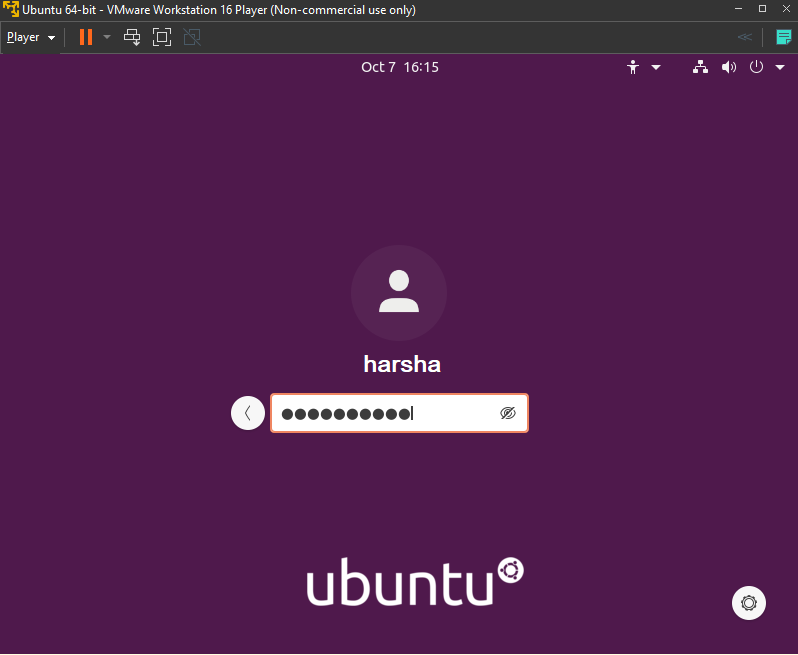 Ubuntu 64-bit - VMware Workstation 16 Player (Non-commercial use only)
Player
Oct 7 16:15
harsha
ubuntu